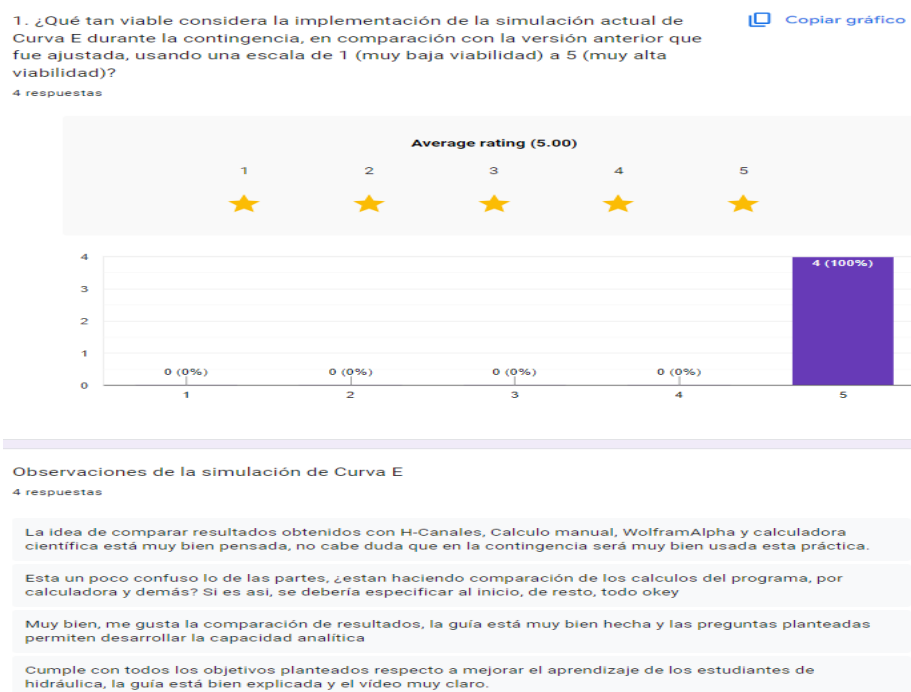 1. ¿Qué tan viable considera la implementación de la simulación actual de
Curva E durante la contingencia, en comparación con la versión anterior que
fue ajustada, usando una escala de 1 (muy baja viabilidad) a 5 (muy alta
viabilidad)?
Copiar gráfico
4 respuestas
Average rating (5.00)
1 2 3 4 5
4
3
2
1
0
0 (0%) 0 (0%) 0 (0%) 0 (0%) 4 (100%)
1 2 3 4 5
Observaciones de la simulación de Curva E
4 respuestas
La idea de comparar resultados obtenidos con H-Canales, Calculo manual, WolframAlpha y calculadora
científica está muy bien pensada, no cabe duda que en la contingencia será muy bien usada esta práctica.
Esta un poco confuso lo de las partes, ¿estan haciendo comparación de los calculos del programa, por
calculadora y demás? Si es asi, se debería especificar al inicio, de resto, todo okey
Muy bien, me gusta la comparación de resultados, la guía está muy bien hecha y las preguntas planteadas
permiten desarrollar la capacidad analítica
Cumple con todos los objetivos planteados respecto a mejorar el aprendizaje de los estudiantes de
hidráulica, la guía está bien explicada y el vídeo muy claro.